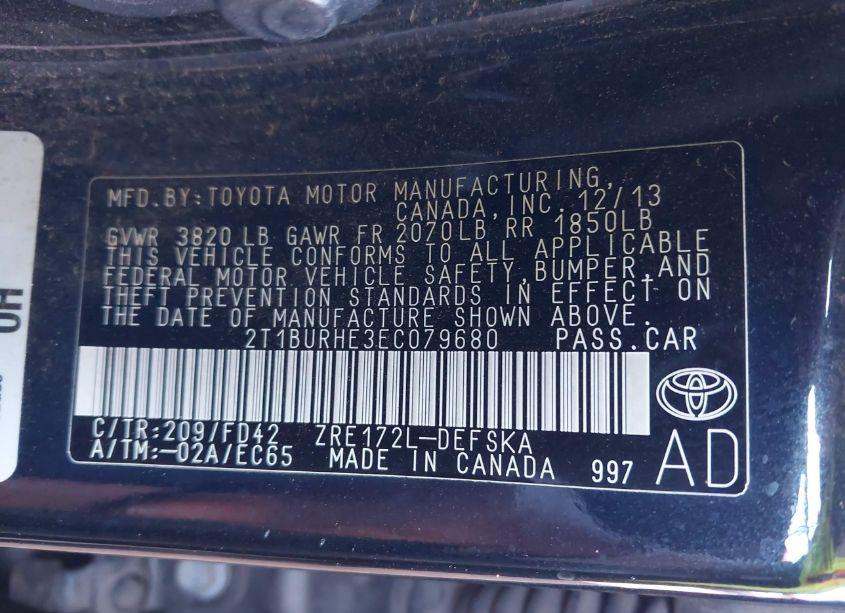 MFD. BY: TOYOTA MOTOR MANUFACTURING,
CANADA, INC. 12/13
GVWR 3820 LB GAWR FR 2070LB RR 1850LB
THIS VEHICLE CONFORMS TO ALL APPLICABLE
FEDERAL MOTOR VEHICLE SAFETY, BUMPER, AND
THEFT PREVENTION STANDARDS IN EFFECT ON
THE DATE OF MANUFACTURE SHOWN ABOVE.
2T1BURHE3EC079680 PASS.CAR
C/TR:209/FD42 ZRE172L-DEFSKA
A/TM:-02A/EC65 MADE IN CANADA 997 AD